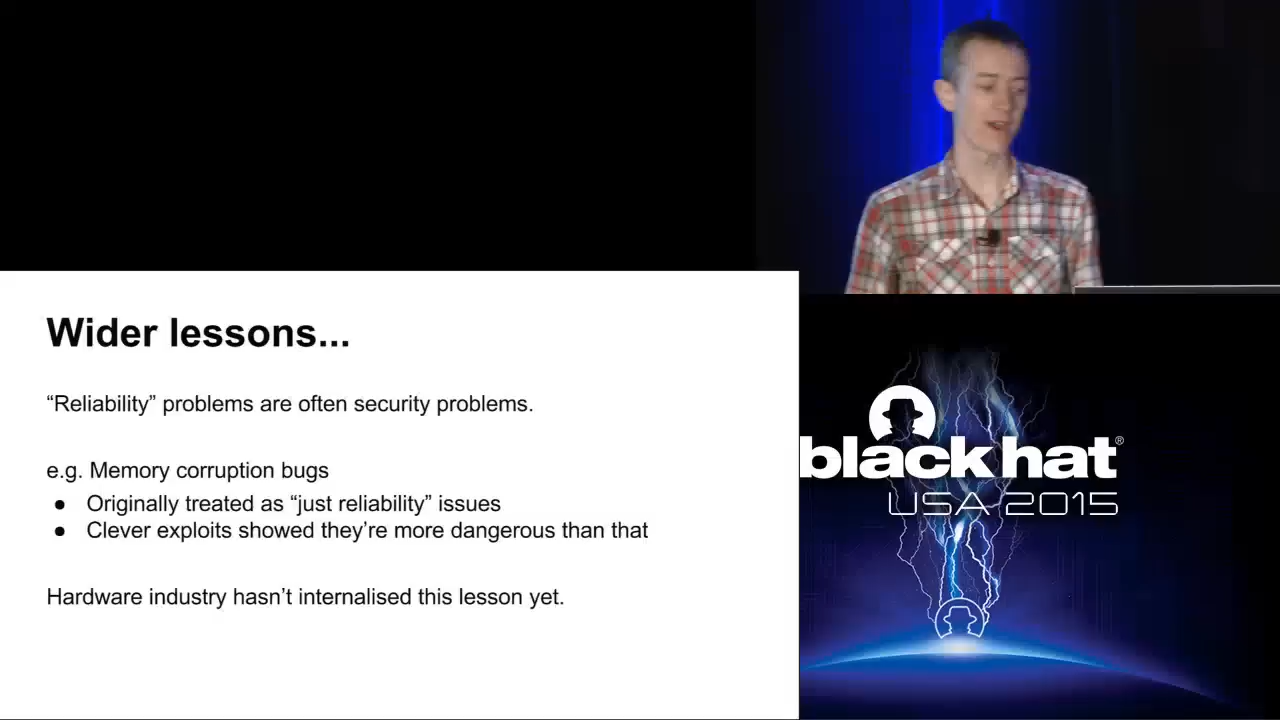 Wider lessons...
“Reliability” problems are often security problems.
e.g. Memory corruption bugs
● Originally treated as “just reliability” issues
● Clever exploits showed they’re more dangerous than that
Hardware industry hasn’t internalised this lesson yet.
black hat®
USA 2015